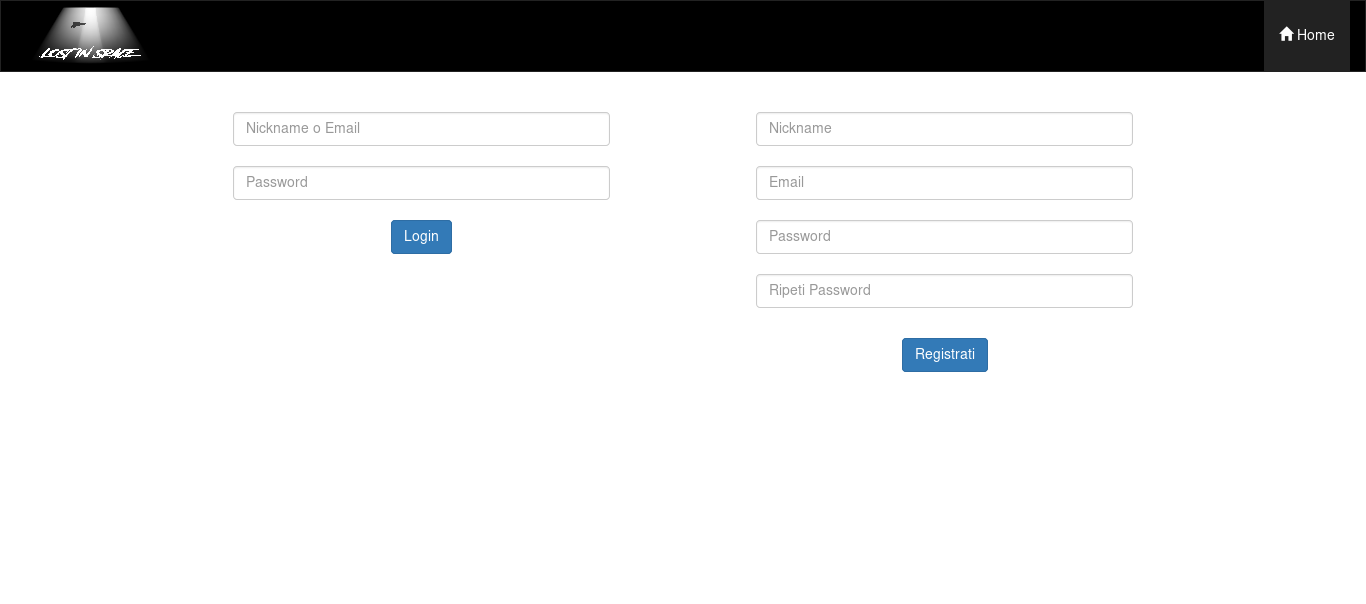 LOST IN SPACE
Home
Nickname o Email
Password
Login
Nickname
Email
Password
Ripeti Password
Registrati